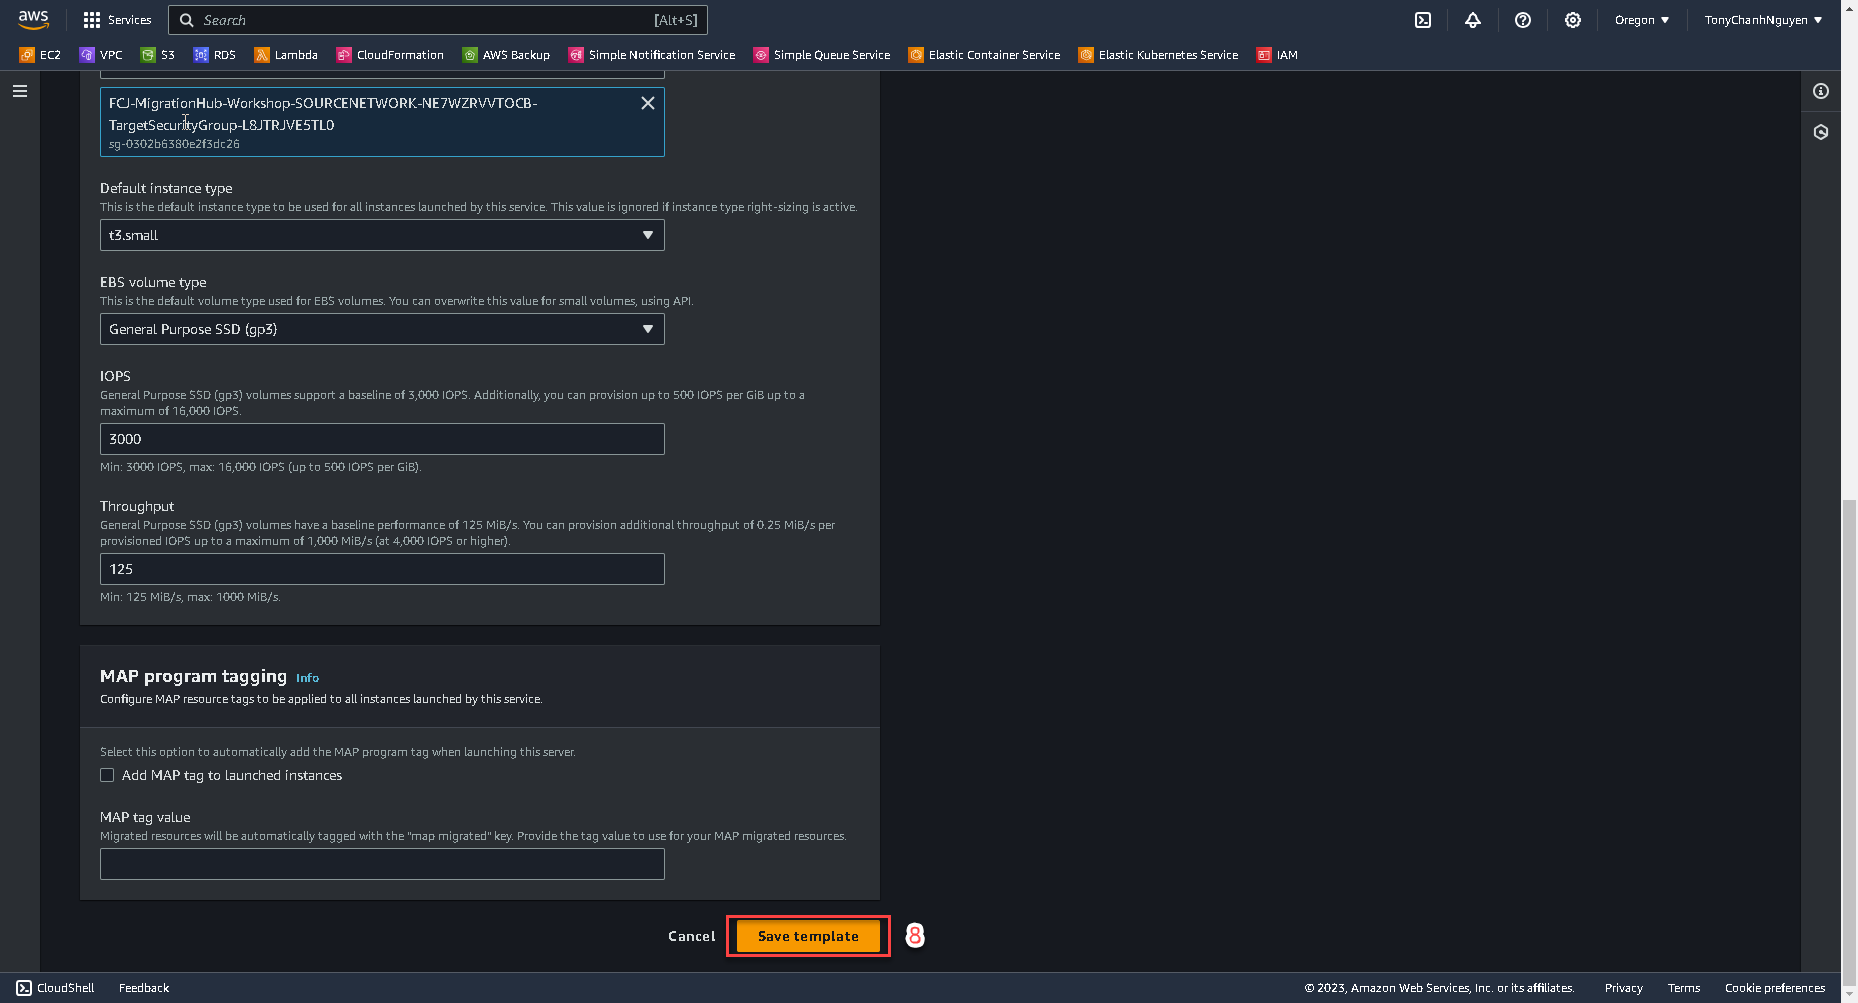 aws
Services
Search
[Alt+S]
Oregon ▼
TonyChanhNguyen ▼
EC2
VPC
S3
RDS
Lambda
CloudFormation
AWS Backup
Simple Notification Service
Simple Queue Service
Elastic Container Service
Elastic Kubernetes Service
IAM
FCJ-MigrationHub-Workshop-SOURCENETWORK-NE7WZRVVTOCB-
TargetSecurityGroup-L8JTRJVE5TL0
sg-0302b6380e2f3dc26
Default instance type
This is the default instance type to be used for all instances launched by this service. This value is ignored if instance type right-sizing is active.
t3.small
EBS volume type
This is the default volume type used for EBS volumes. You can overwrite this value for small volumes, using API.
General Purpose SSD (gp3)
IOPS
General Purpose SSD (gp3) volumes support a baseline of 3,000 IOPS. Additionally, you can provision up to 500 IOPS per GiB up to a
maximum of 16,000 IOPS.
3000
Min: 3000 IOPS, max: 16,000 IOPS (up to 500 IOPS per GiB).
Throughput
General Purpose SSD (gp3) volumes have a baseline performance of 125 MiB/s. You can provision additional throughput of 0.25 MiB/s per
provisioned IOPS up to a maximum of 1,000 MiB/s (at 4,000 IOPS or higher).
125
Min: 125 MiB/s, max: 1000 MiB/s.
MAP program tagging Info
Configure MAP resource tags to be applied to all instances launched by this service.
Select this option to automatically add the MAP program tag when launching this server.
Add MAP tag to launched instances
MAP tag value
Migrated resources will be automatically tagged with the "map migrated" key. Provide the tag value to use for your MAP migrated resources.
Cancel
Save template
8
CloudShell
Feedback
© 2023, Amazon Web Services, Inc. or its affiliates.
Privacy
Terms
Cookie preferences